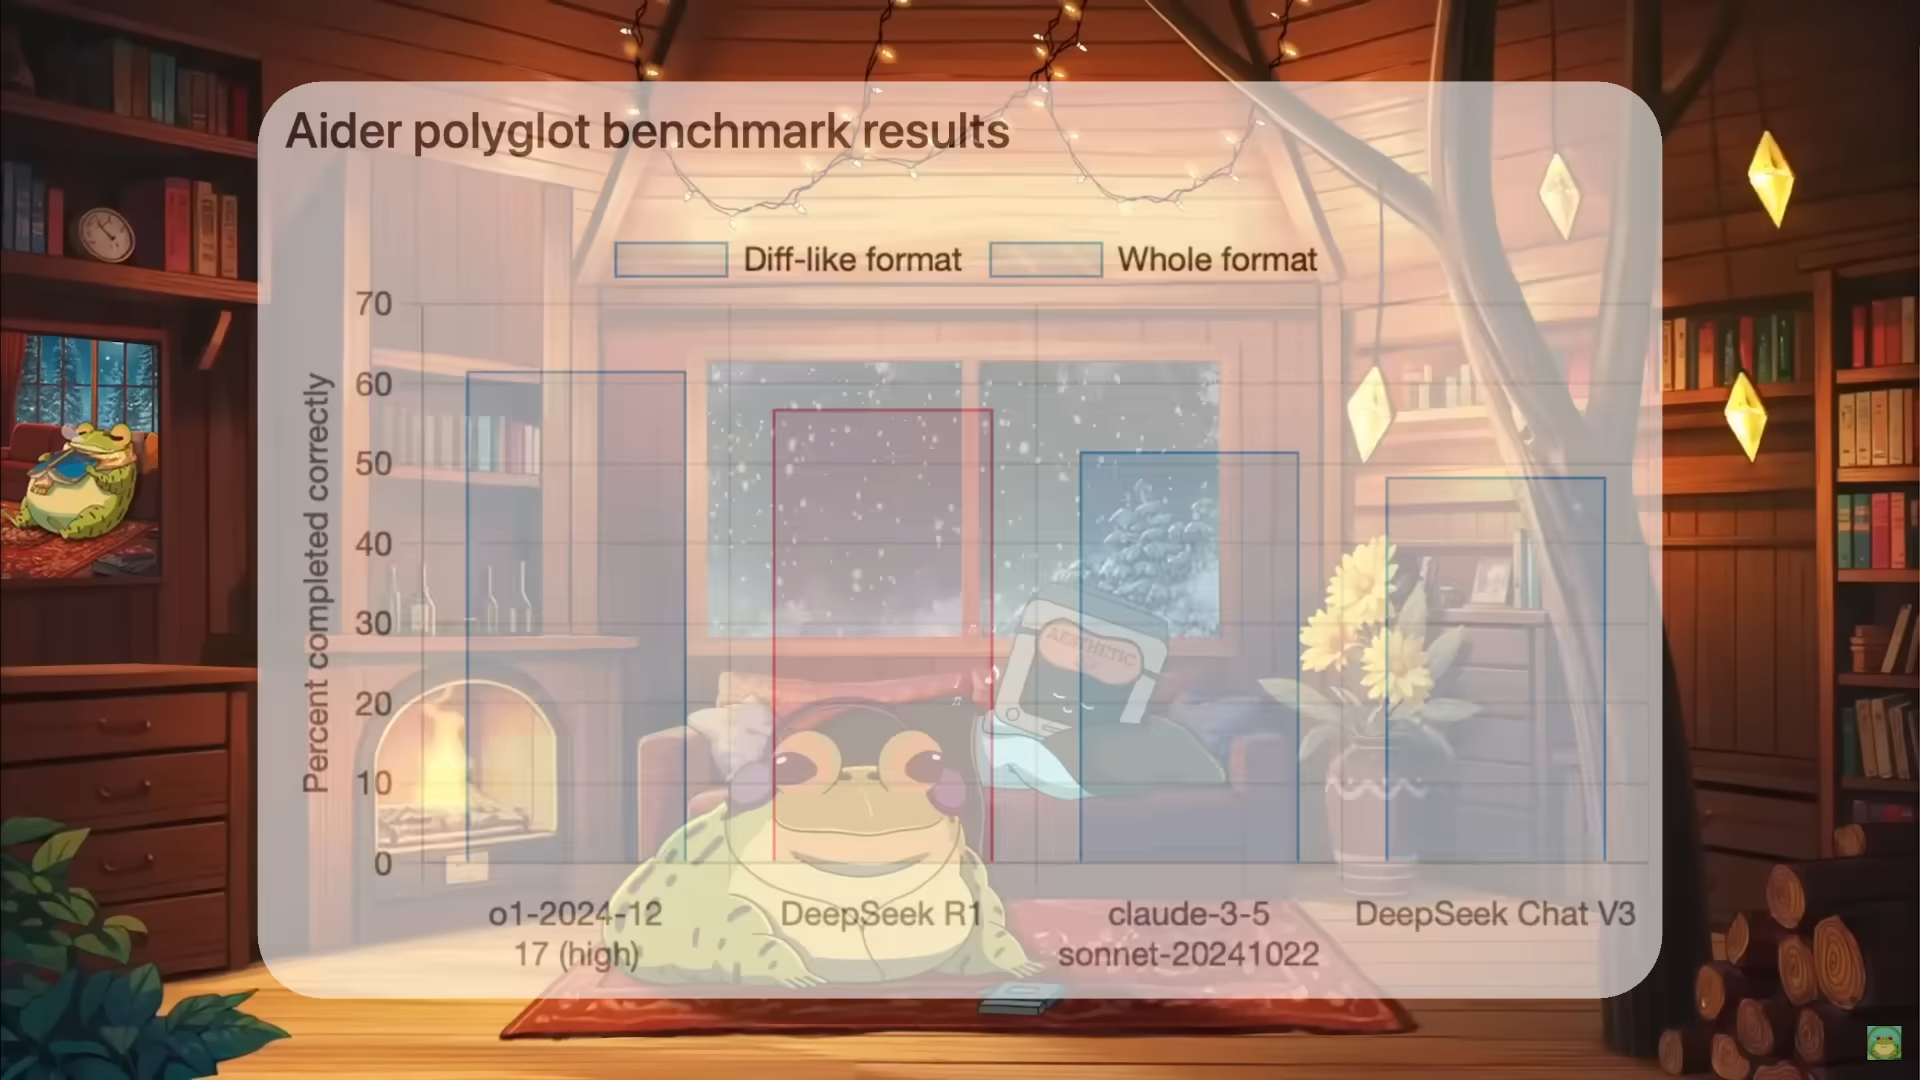 Aider polyglot benchmark results
Diff-like format
Whole format
Percent completed correctly
70
60
50
40
30
20
10
0
o1-2024-12
17 (high)
DeepSeek R1
claude-3-5
sonnet-20241022
DeepSeek Chat V3
AESTHETIC